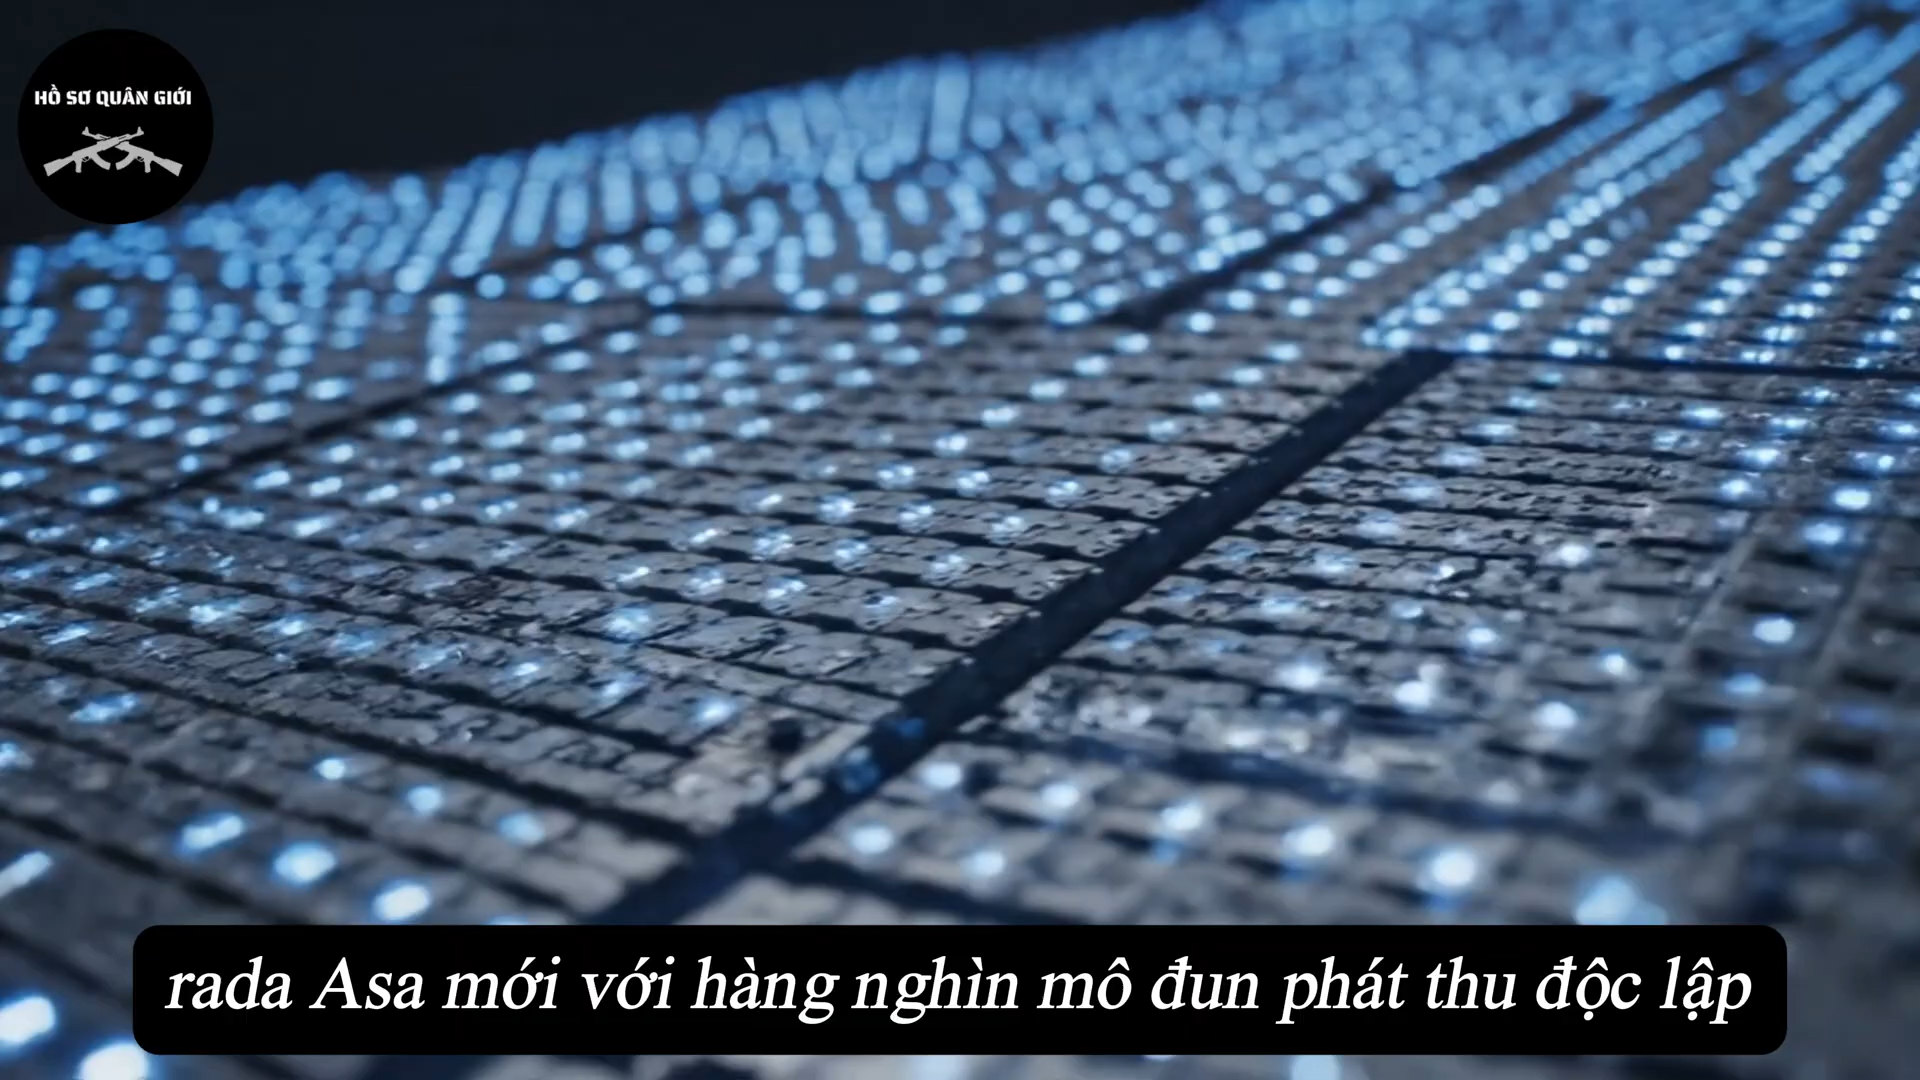 HỒ SƠ QUÂN GIỚI
rada Asa mới với hàng nghìn mô đun phát thu độc lập